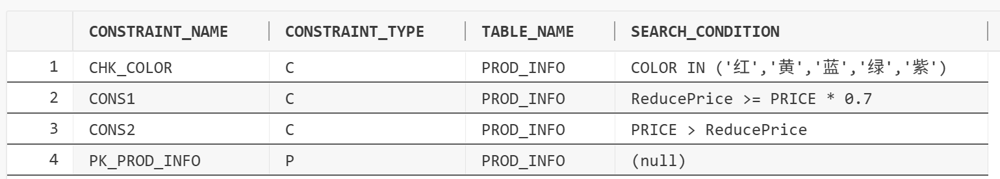 CONSTRAINT_NAME CONSTRAINT_TYPE TABLE_NAME SEARCH_CONDITION
1 CHK_COLOR C PROD_INFO COLOR IN ('红','黄','蓝','绿','紫')
2 CONS1 C PROD_INFO ReducePrice >= PRICE * 0.7
3 CONS2 C PROD_INFO PRICE > ReducePrice
4 PK_PROD_INFO P PROD_INFO (null)